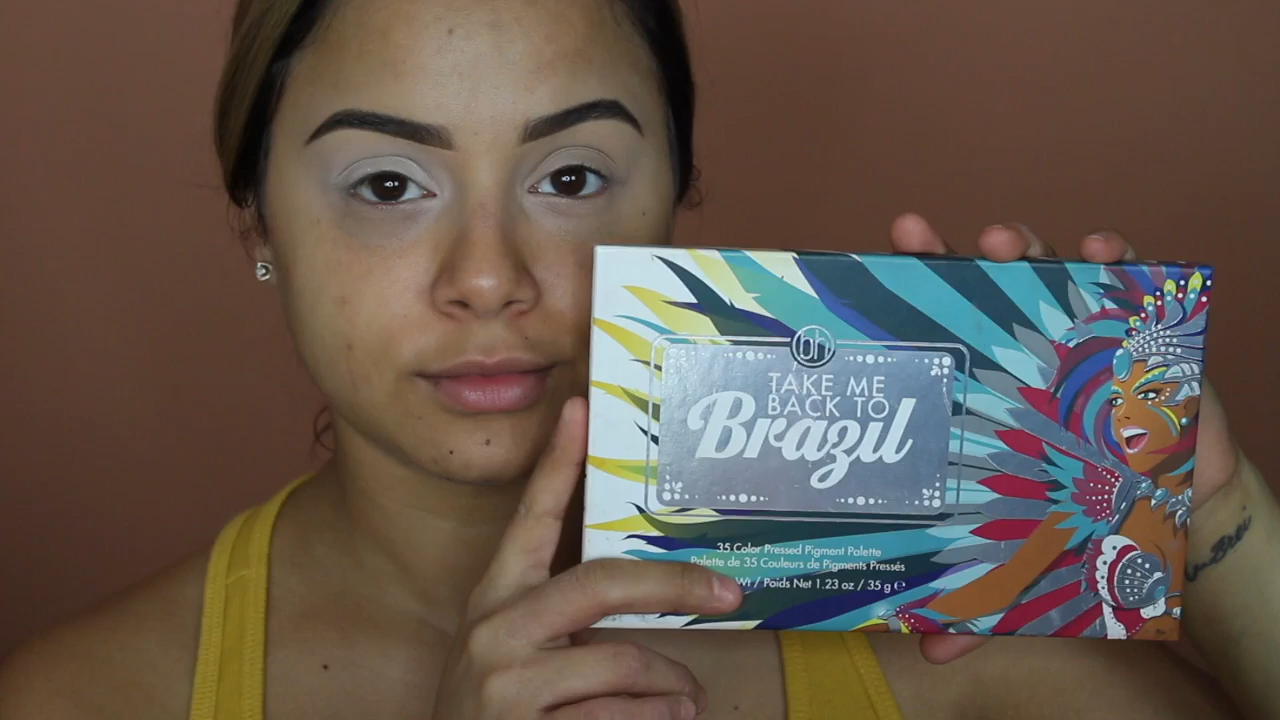 bh
TAKE ME
BACK TO
Brazil
35 Color Pressed Pigment Palette
Palette de 35 Couleurs de Pigments Pressés
Wt / Poids Net 1.23 oz / 35 g ℮